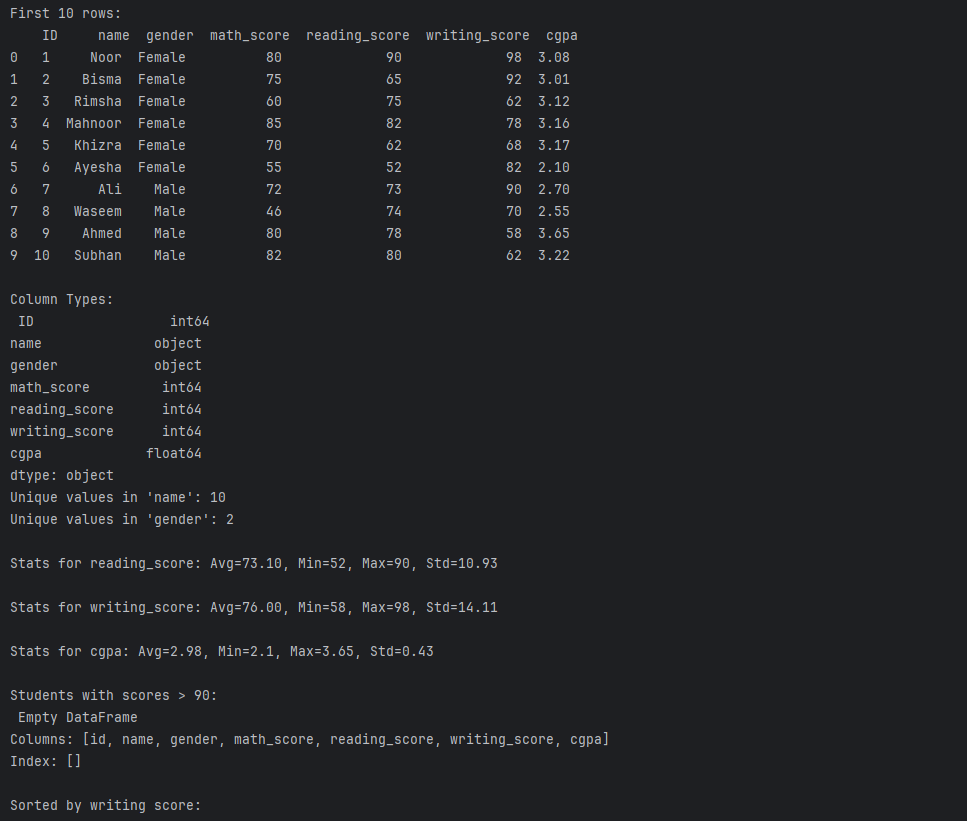 First 10 rows:
    ID     name  gender  math_score  reading_score  writing_score  cgpa
0   1     Noor  Female          80             90             98  3.08
1   2    Bisma  Female          75             65             92  3.01
2   3   Rimsha  Female          60             75             62  3.12
3   4  Mahnoor  Female          85             82             78  3.16
4   5   Khizra  Female          70             62             68  3.17
5   6   Ayesha  Female          55             52             82  2.10
6   7      Ali    Male          72             73             90  2.70
7   8   Waseem    Male          46             74             70  2.55
8   9    Ahmed    Male          80             78             58  3.65
9  10   Subhan    Male          82             80             62  3.22

Column Types:
 ID                 int64
name              object
gender            object
math_score         int64
reading_score      int64
writing_score      int64
cgpa             float64
dtype: object
Unique values in 'name': 10
Unique values in 'gender': 2

Stats for reading_score: Avg=73.10, Min=52, Max=90, Std=10.93

Stats for writing_score: Avg=76.00, Min=58, Max=98, Std=14.11

Stats for cgpa: Avg=2.98, Min=2.1, Max=3.65, Std=0.43

Students with scores > 90:
 Empty DataFrame
Columns: [id, name, gender, math_score, reading_score, writing_score, cgpa]
Index: []

Sorted by writing score: